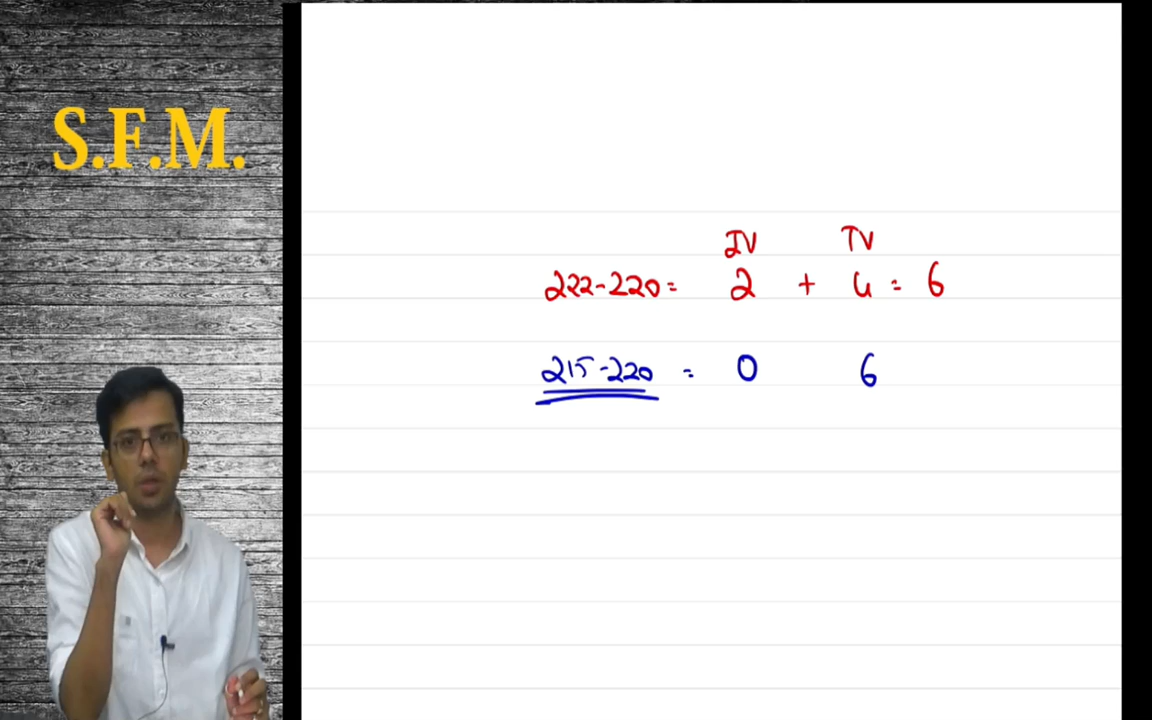 S.F.M.
IV TV
222-220= 2 + 4 = 6
215-220 = 0 6